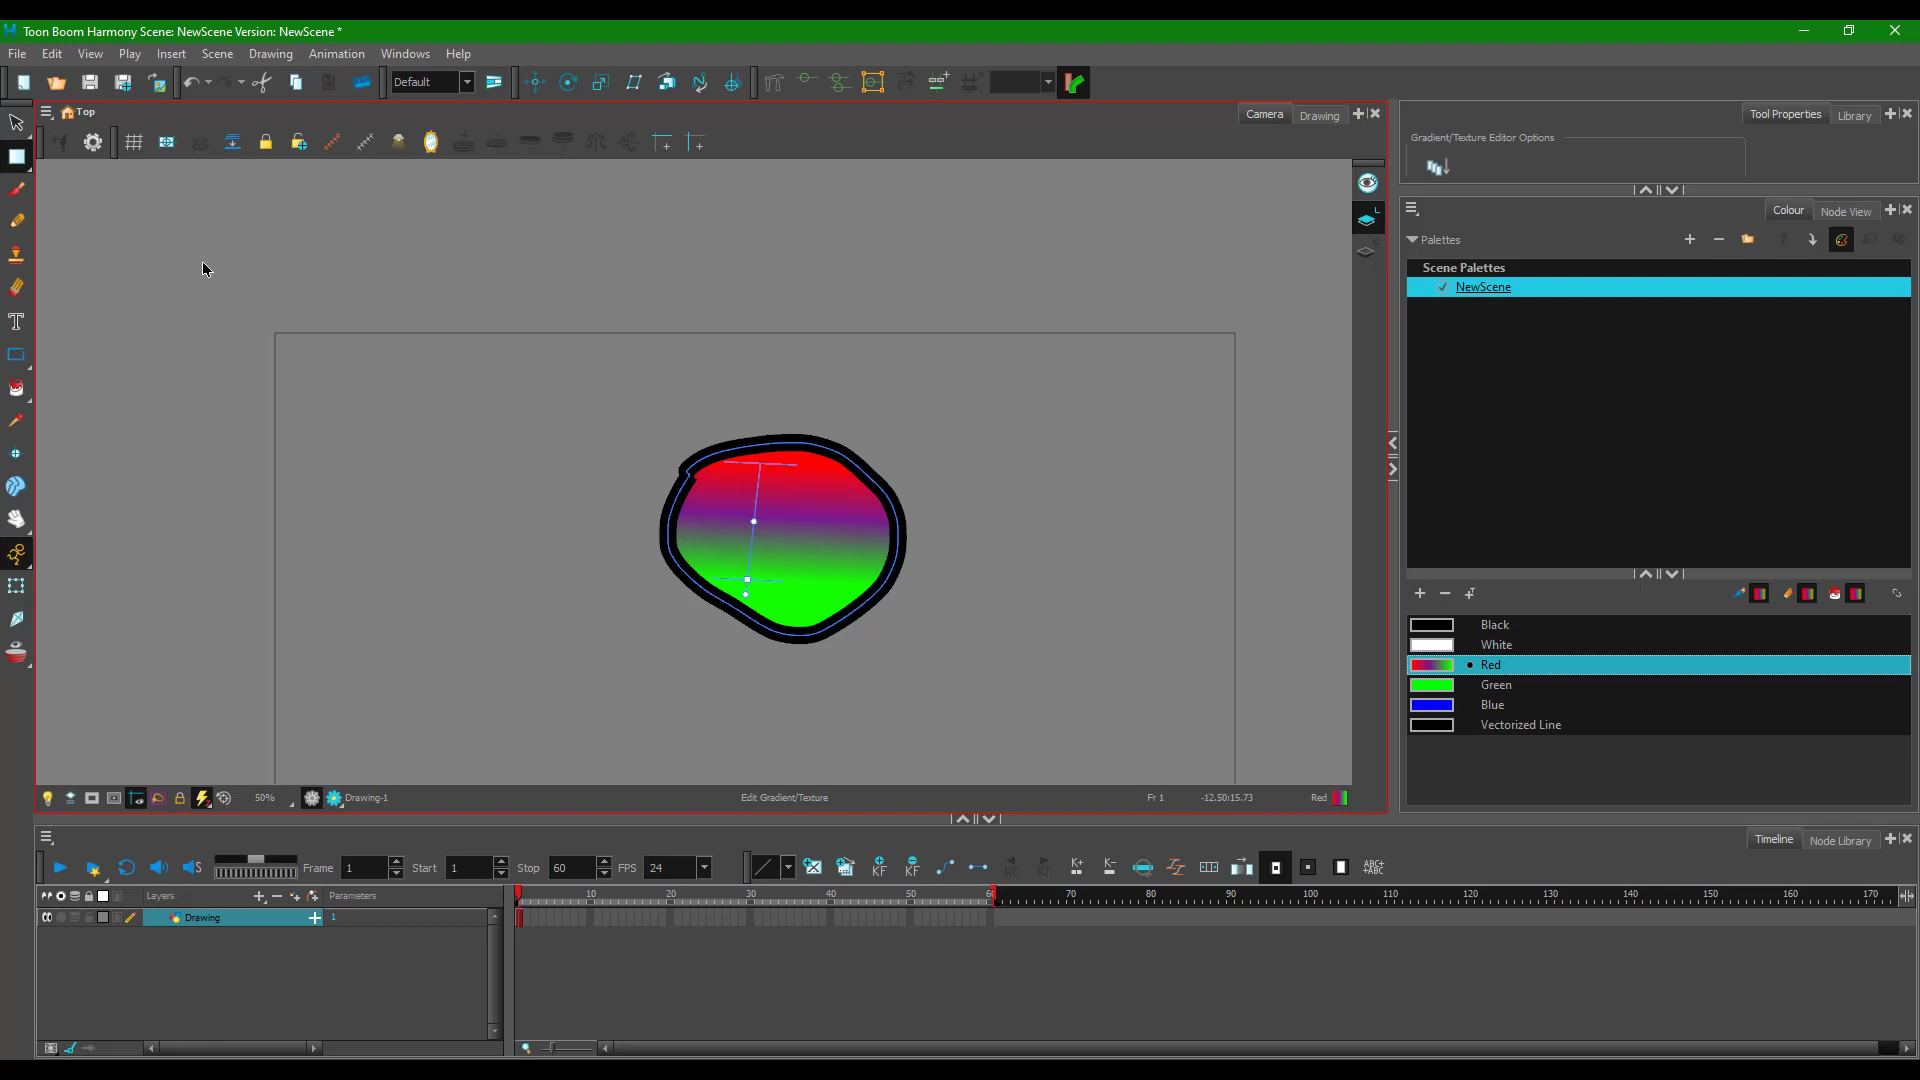 Toon Boom Harmony Scene: NewScene Version: NewScene *
File Edit View Play Insert Scene Drawing Animation Windows Help
Default
Top
Camera Drawing
Tool Properties Library
Gradient/Texture Editor Options
Colour Node View
Palettes
Scene Palettes
NewScene
Black
White
Red
Green
Blue
Vectorized Line
50% Drawing-1 Edit Gradient/Texture Fr 1 -12.50:15.73 Red
Timeline Node Library
Frame 1 Start 1 Stop 60 FPS 24
Layers Parameters 10 20 30 40 50 60 70 80 90 100 110 120 130 140 150 160 170
Drawing 1